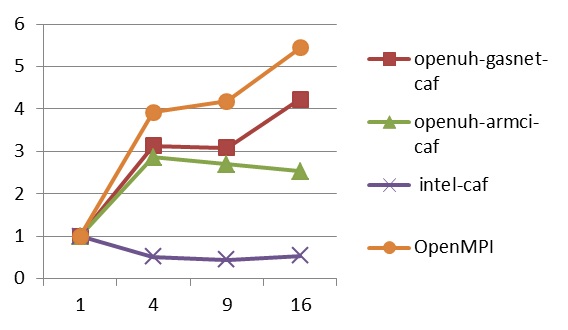 6
5
4
3
2
1
0
1 4 9 16
openuh-gasnet-
caf
openuh-armci-
caf
intel-caf
OpenMPI